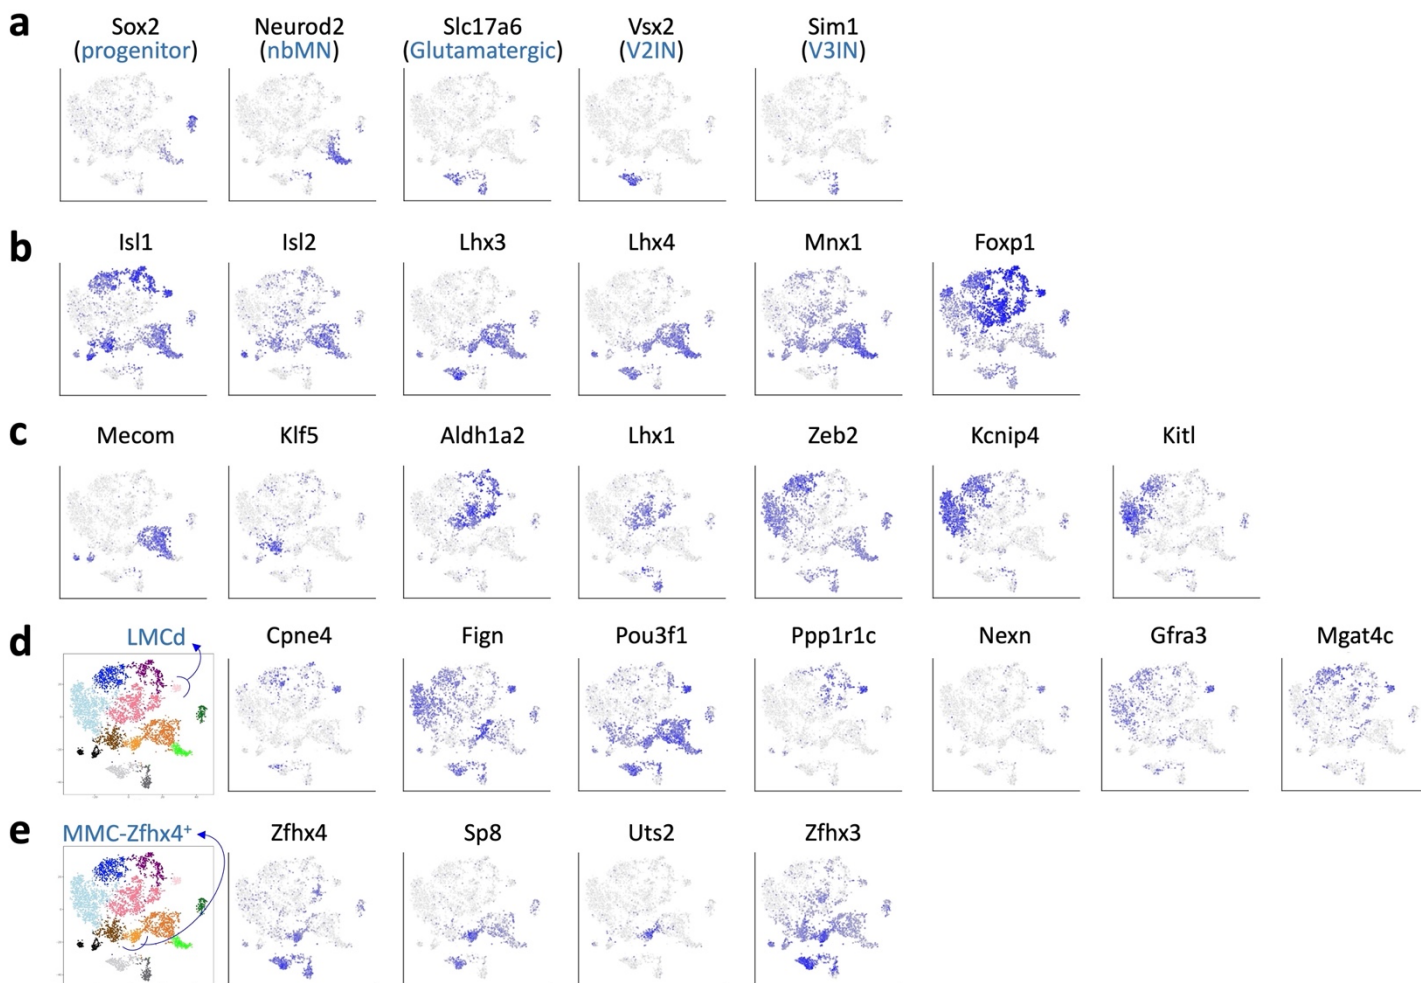 a
Sox2 Neurod2 Slc17a6 Vsx2 Sim1
(progenitor) (nbMN) (Glutamatergic) (V2IN) (V3IN)
b
Isl1 Isl2 Lhx3 Lhx4 Mnx1 Foxp1
c
Mecom Klf5 Aldh1a2 Lhx1 Zeb2 Kcnip4 Kitl
d
LMCd Cpne4 Fign Pou3f1 Ppp1r1c Nexn Gfra3 Mgat4c
e
MMC-Zfhx4⁺ Zfhx4 Sp8 Uts2 Zfhx3